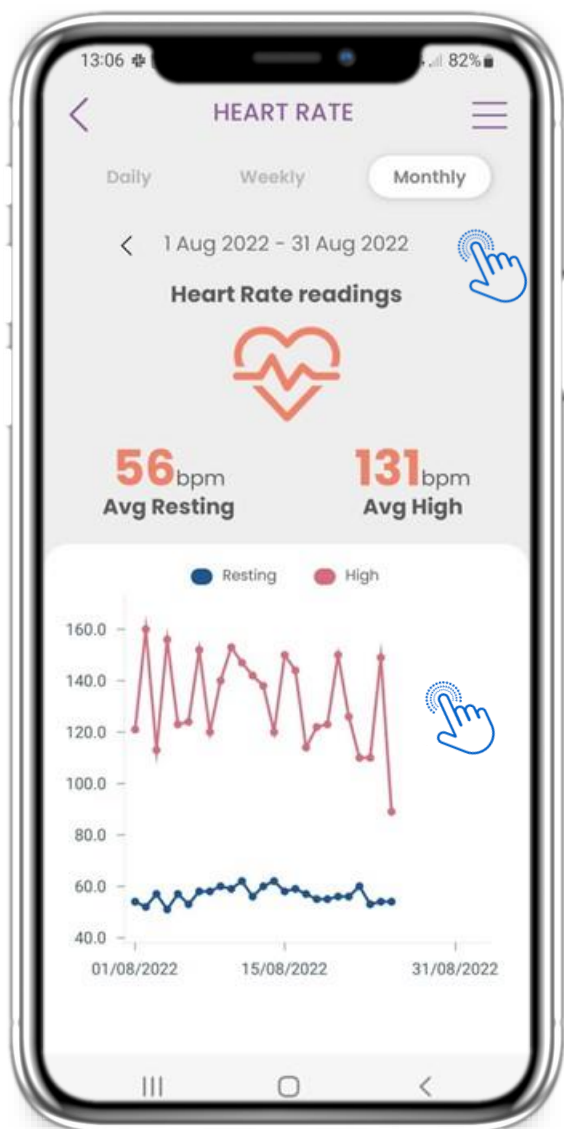 13:06 82%
HEART RATE
Daily Weekly Monthly
1 Aug 2022 - 31 Aug 2022
Heart Rate readings
56bpm 131bpm
Avg Resting Avg High
Resting High
160.0
140.0
120.0
100.0
80.0
60.0
40.0
01/08/2022 15/08/2022 31/08/2022